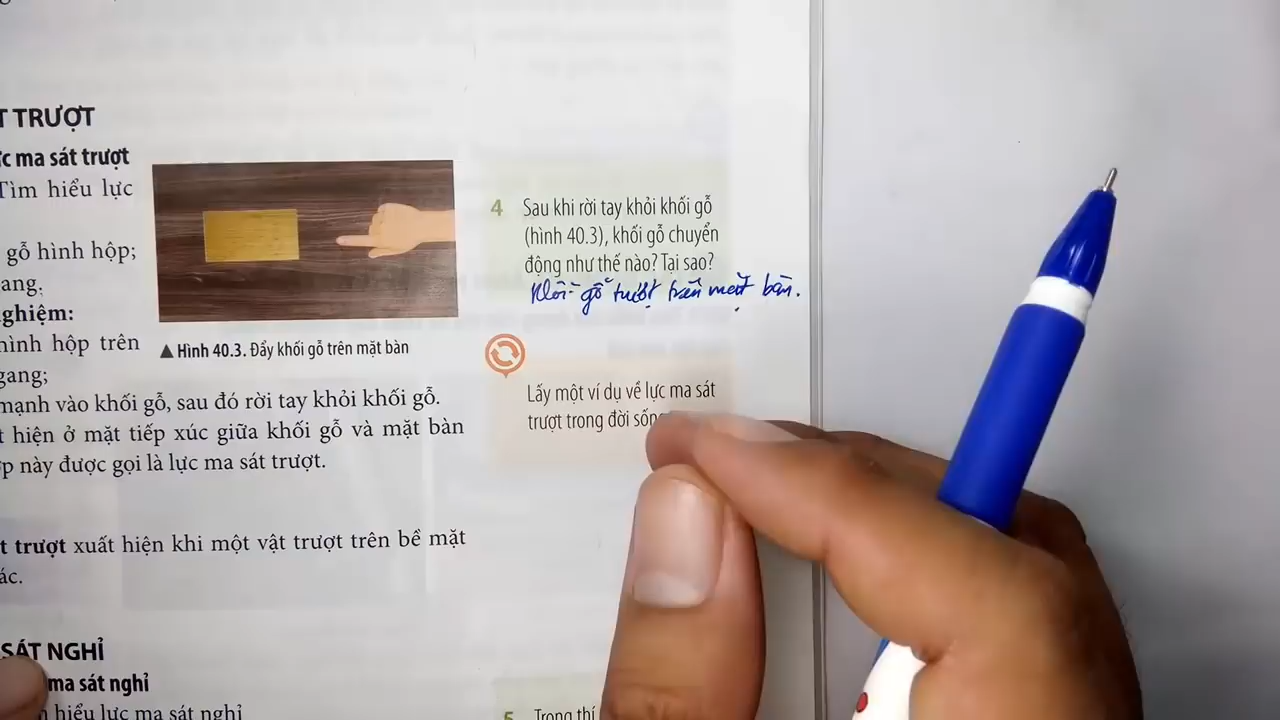 T TRƯỢT
c ma sát trượt
Tìm hiểu lực
gỗ hình hộp;
ang.
ghiệm:
hình hộp trên
gang;
mạnh vào khối gỗ, sau đó rời tay khỏi khối gỗ.
t hiện ở mặt tiếp xúc giữa khối gỗ và mặt bàn
p này được gọi là lực ma sát trượt.
t trượt xuất hiện khi một vật trượt trên bề mặt
ác.
SÁT NGHỈ
ma sát nghỉ
hiểu lực ma sát nghỉ
▲ Hình 40.3. Đẩy khối gỗ trên mặt bàn
4 Sau khi rời tay khỏi khối gỗ
(hình 40.3), khối gỗ chuyển
động như thế nào? Tại sao?
Khối gỗ trượt trên mặt bàn.
Lấy một ví dụ về lực ma sát
trượt trong đời sốn
5 Trong thí